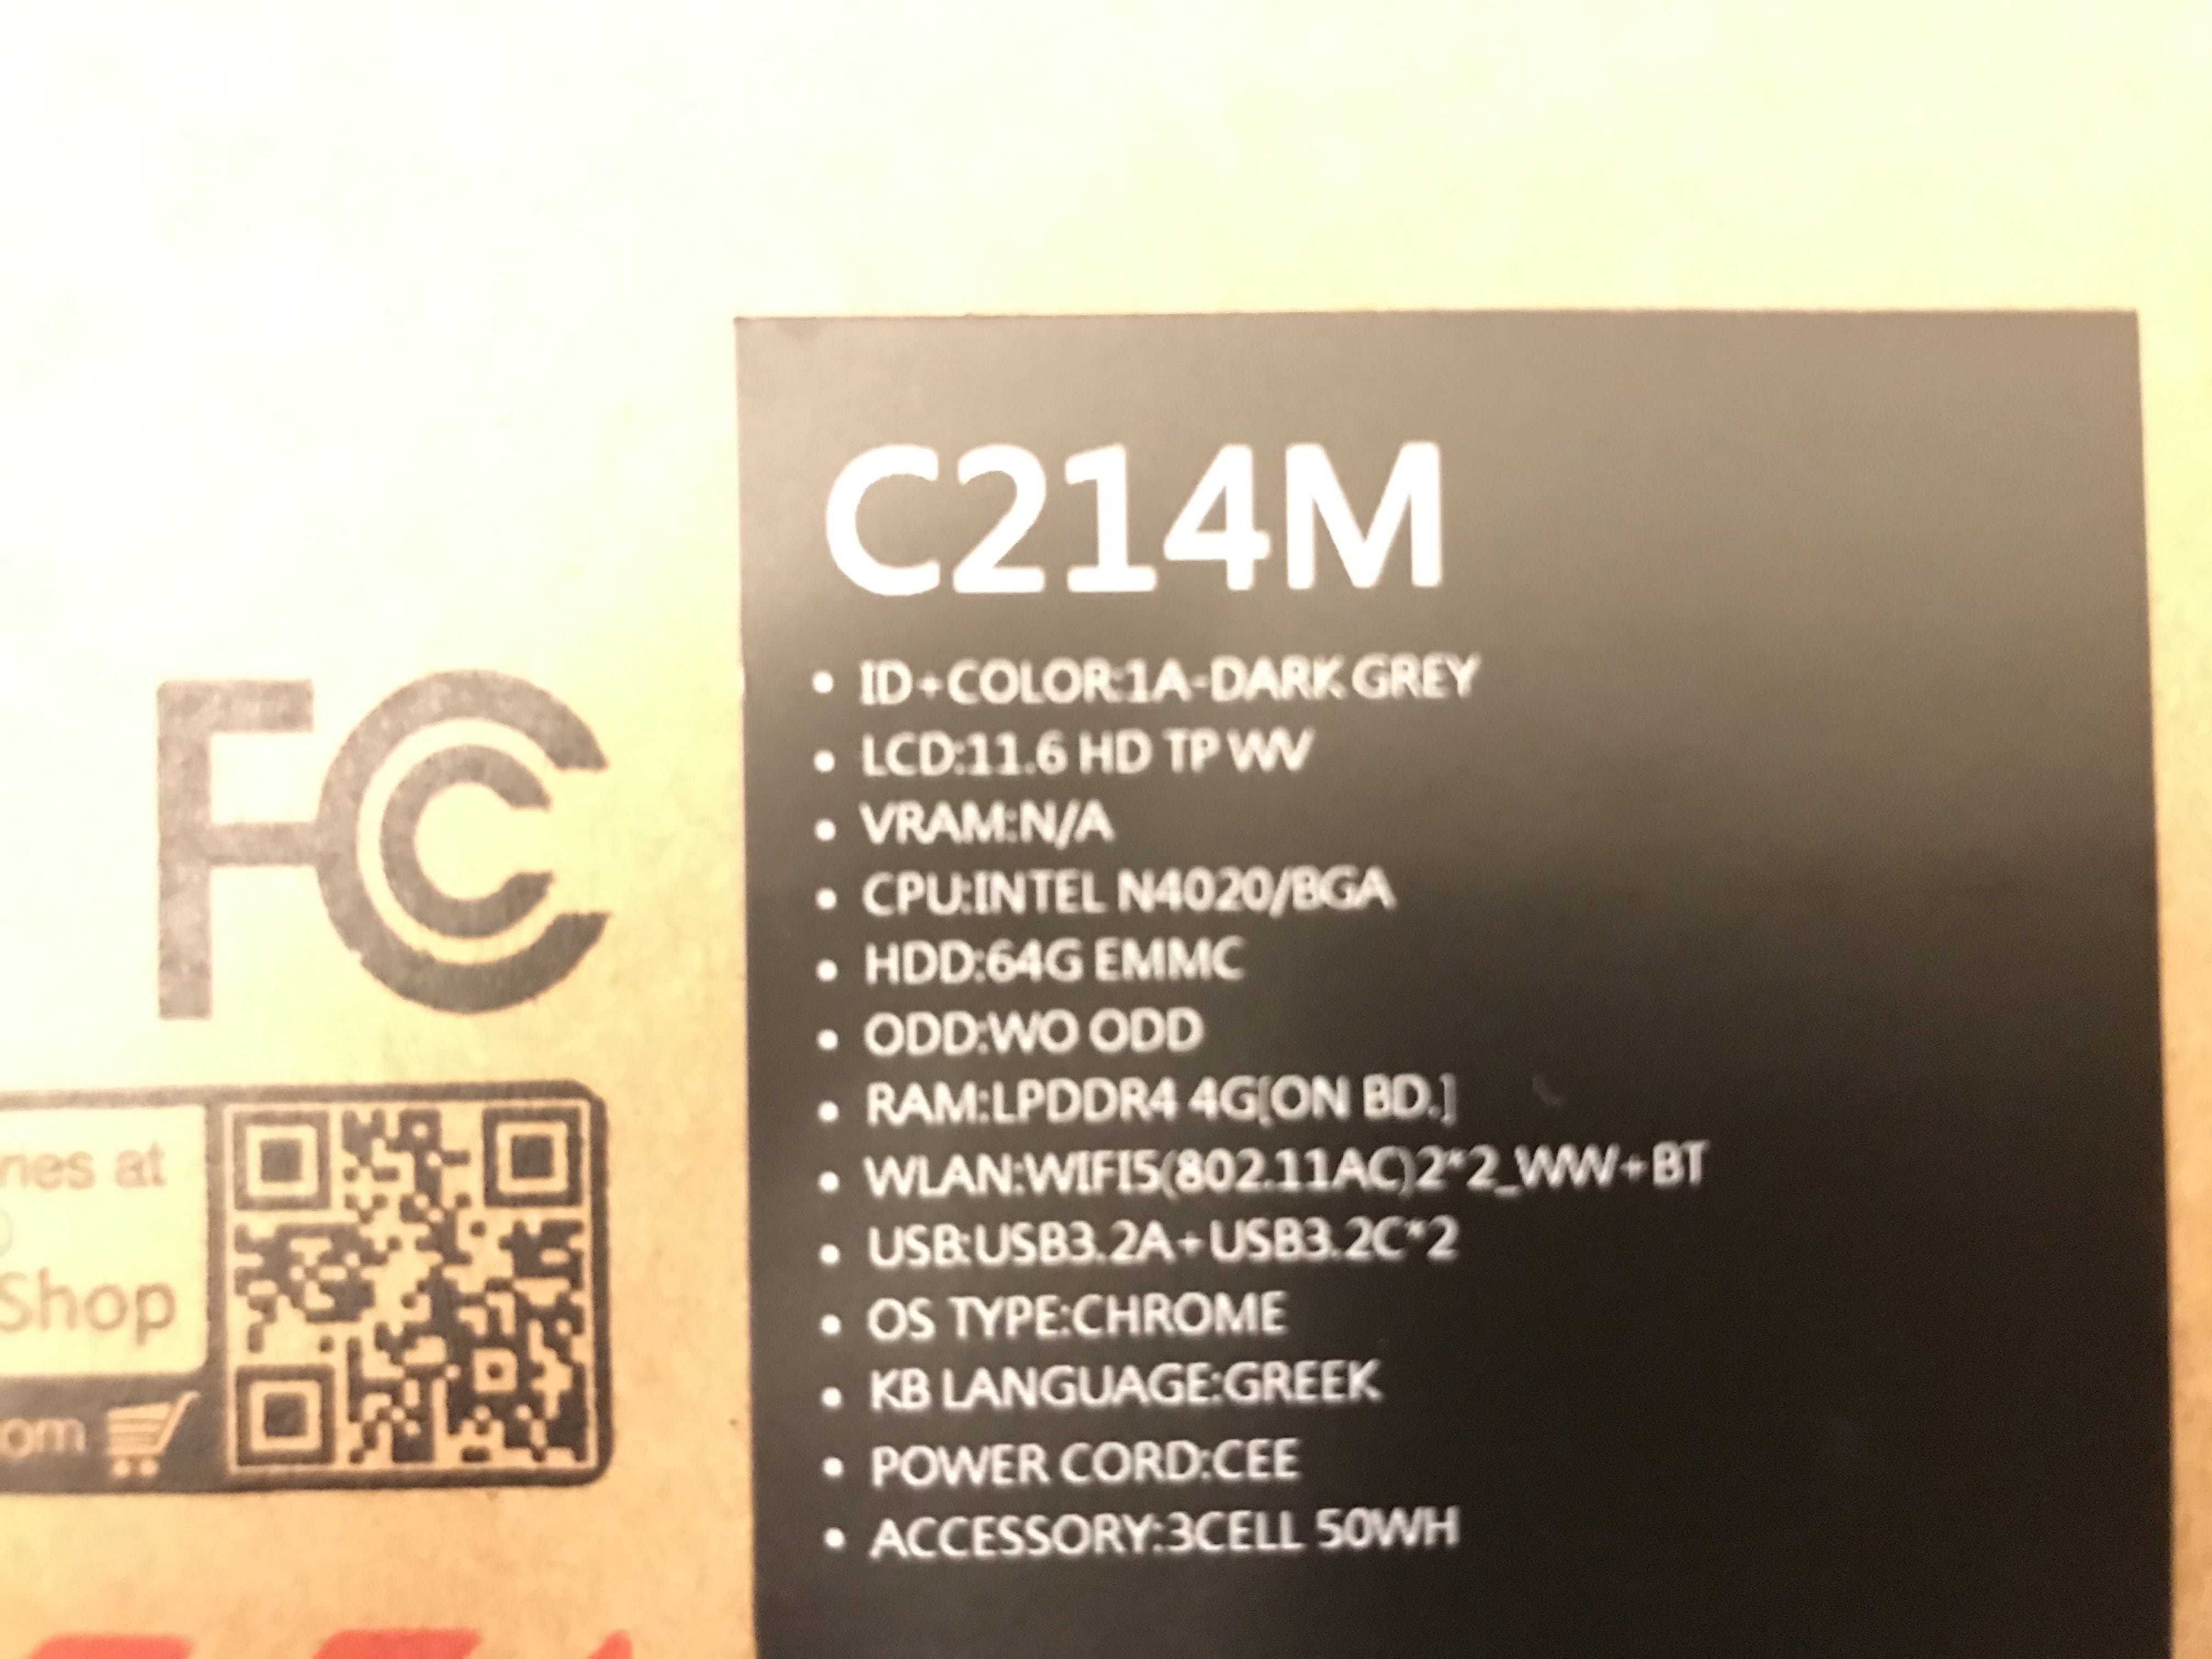 C214M
ID+COLOR:1A-DARK GREY
LCD:11.6 HD TP WV
VRAM:N/A
CPU:INTEL N4020/BGA
HDD:64G EMMC
ODD:WO ODD
RAM:LPDDR4 4G[ON BD.]
WLAN:WIFI5(802.11AC)2*2_WW+BT
USB:USB3.2A+USB3.2C*2
OS TYPE:CHROME
KB LANGUAGE:GREEK
POWER CORD:CEE
ACCESSORY:3CELL 50WH
FC
ries at
Shop
om